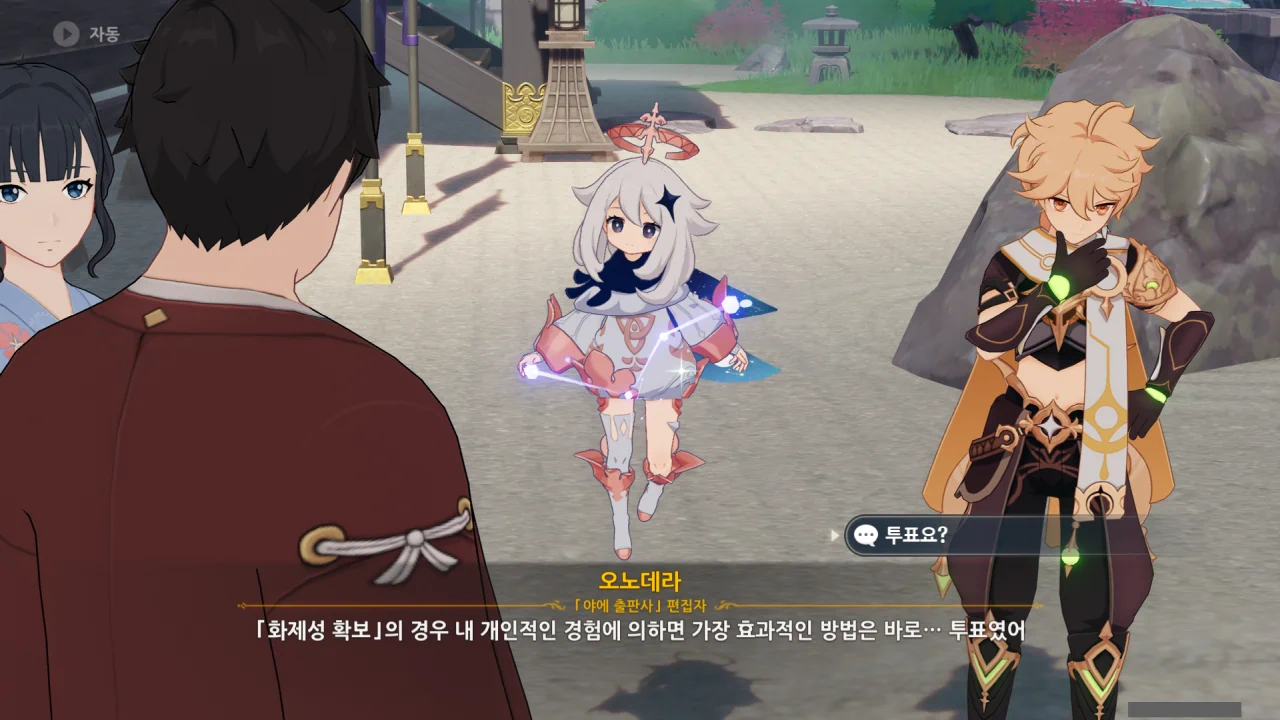 자동
투표요?
오노데라
「야에 출판사」 편집자
「화제성 확보」의 경우 내 개인적인 경험에 의하면 가장 효과적인 방법은 바로… 투표였어